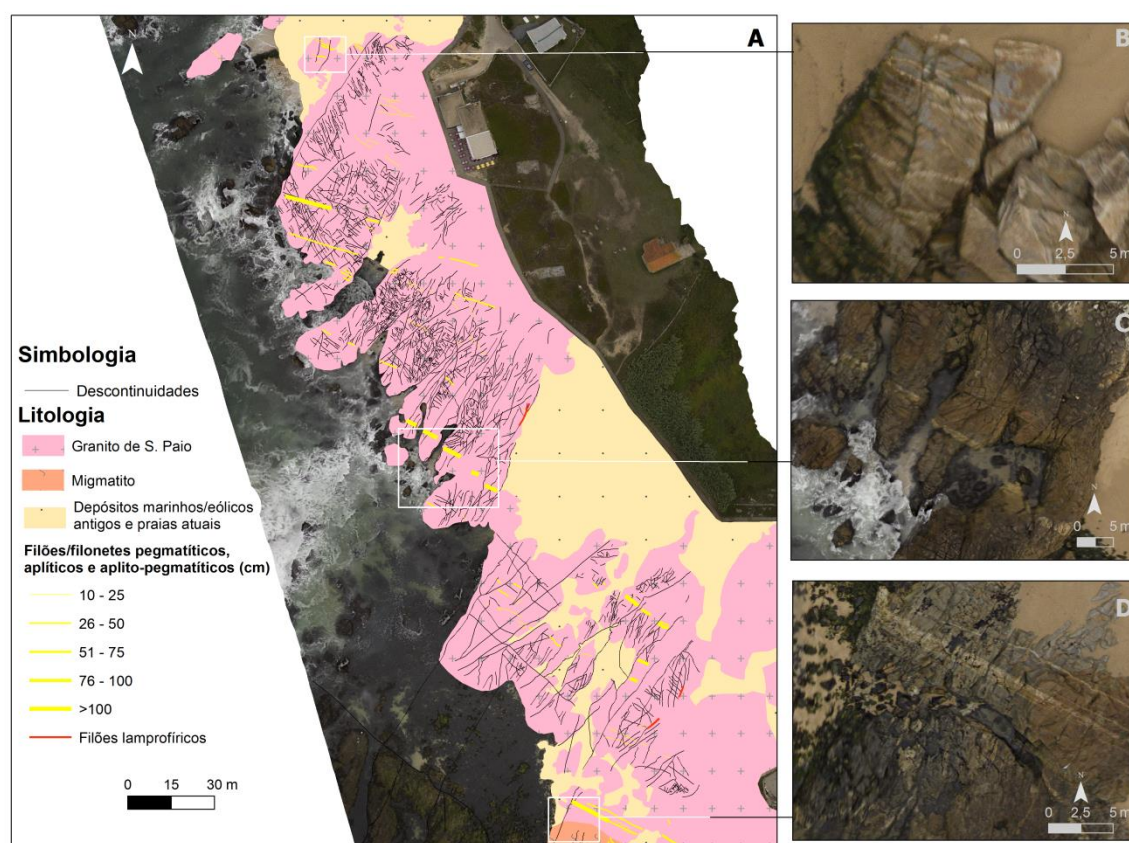 A
N
Simbologia
Descontinuidades
Litologia
Granito de S. Paio
Migmatito
Depósitos marinhos/eólicos
antigos e praias atuais
Filões/filonetes pegmatíticos,
aplíticos e aplito-pegmatíticos (cm)
10 - 25
26 - 50
51 - 75
76 - 100
>100
Filões lamprofíricos
0 15 30 m
B
N
0 2,5 5 m
C
N
0 5 m
D
N
0 2,5 5 m